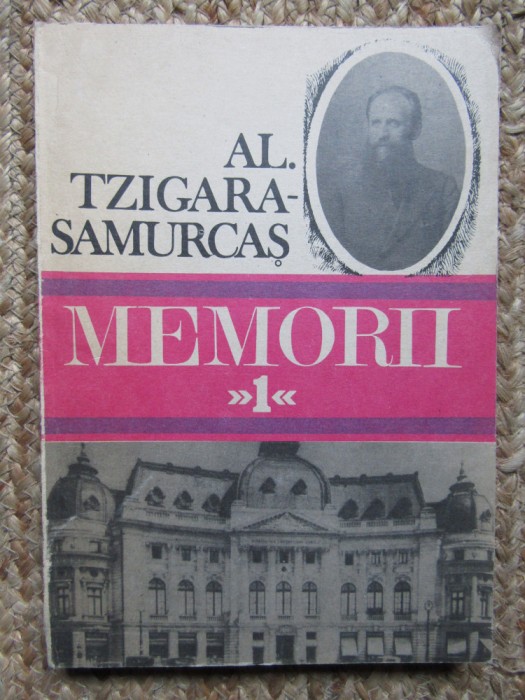 AL.
TZIGARA-
SAMURCAȘ
MEMORII
»1«